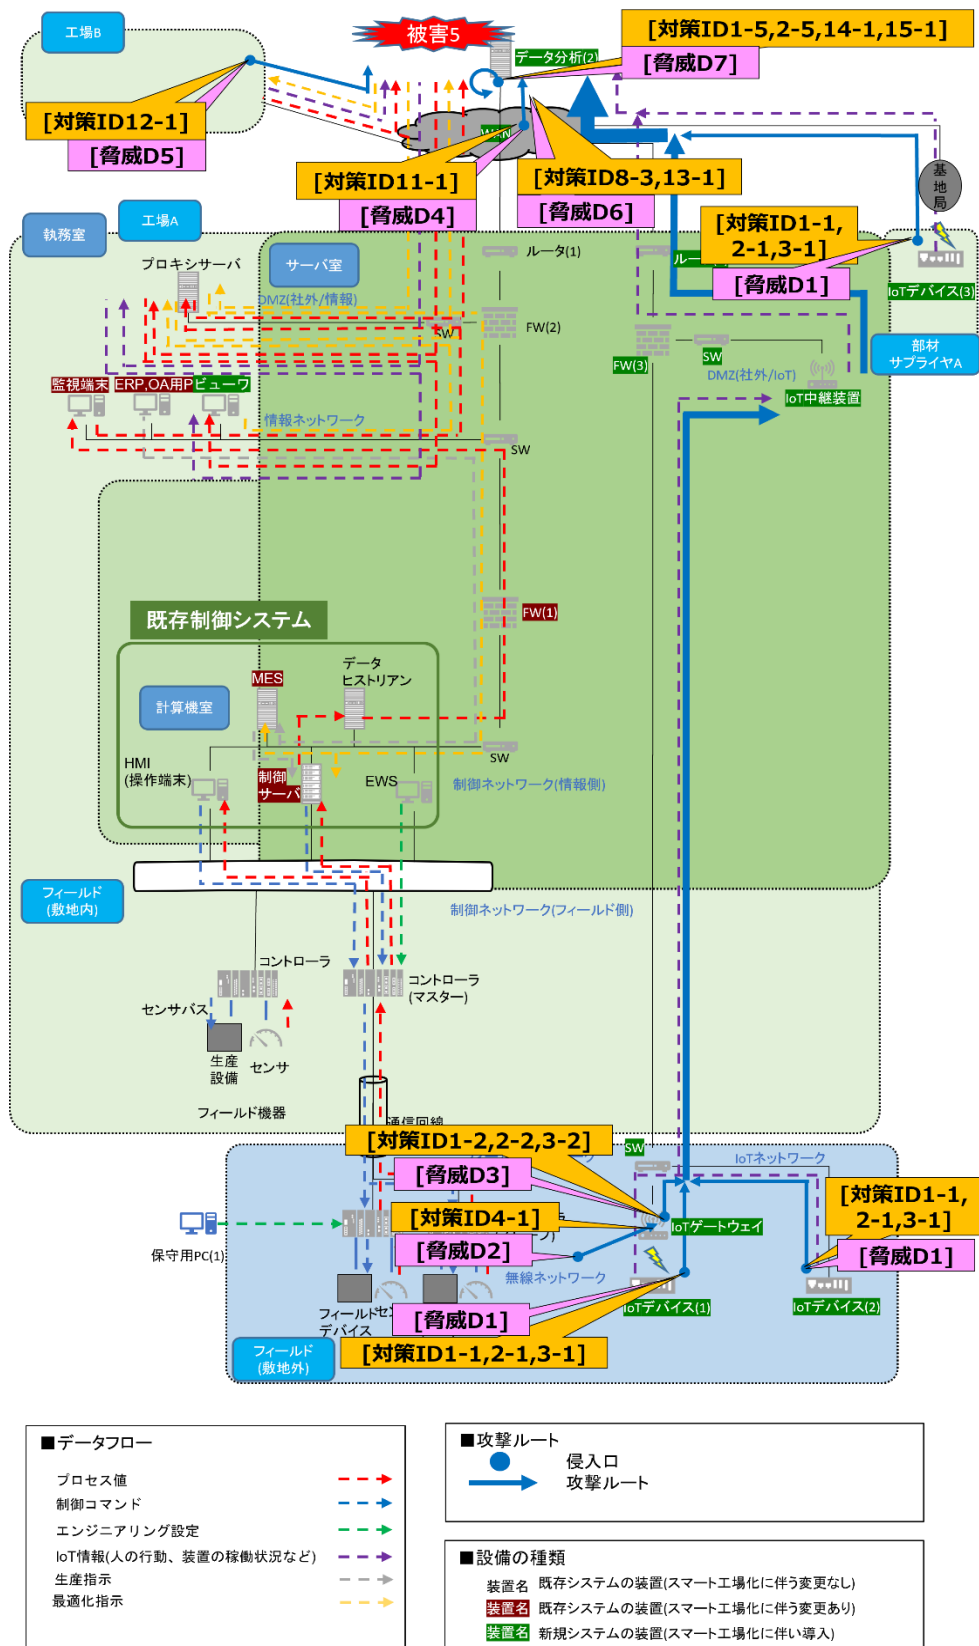 工場B
被害5
データ分析(2)
[対策ID1-5,2-5,14-1,15-1]
[脅威D7]
[対策ID12-1]
[脅威D5]
WAN
[対策ID11-1]
[脅威D4]
[対策ID8-3,13-1]
[脅威D6]
基地局
[対策ID1-1,
2-1,3-1]
[脅威D1]
IoTデバイス(3)
部材
サプライヤA
執務室
工場A
サーバ室
プロキシサーバ
DMZ(社外/情報)
SW
ルータ(1)
FW(2)
ルー
FW(3)
SW
DMZ(社外/IoT)
IoT中継装置
監視端末
ERP,OA用P
ビューワ
情報ネットワーク
SW
FW(1)
既存制御システム
計算機室
MES
データ
ヒストリアン
HMI
(操作端末)
制御
サーバ
EWS
SW
制御ネットワーク(情報側)
フィールド
(敷地内)
制御ネットワーク(フィールド側)
コントローラ
コントローラ
(マスター)
センサバス
生産
設備
センサ
フィールド機器
通信回線
[対策ID1-2,2-2,3-2]
[脅威D3]
SW
IoTネットワーク
[対策ID4-1]
[脅威D2]
IoTゲートウェイ
[対策ID1-1,
2-1,3-1]
[脅威D1]
保守用PC(1)
無線ネットワーク
IoTデバイス(1)
IoTデバイス(2)
フィールド
デバイス
セン
[脅威D1]
[対策ID1-1,2-1,3-1]
フィールド
(敷地外)
■データフロー
プロセス値
制御コマンド
エンジニアリング設定
IoT情報(人の行動、装置の稼働状況など)
生産指示
最適化指示
■攻撃ルート
侵入口
攻撃ルート
■設備の種類
装置名 既存システムの装置(スマート工場化に伴う変更なし)
装置名 既存システムの装置(スマート工場化に伴う変更あり)
装置名 新規システムの装置(スマート工場化に伴い導入)